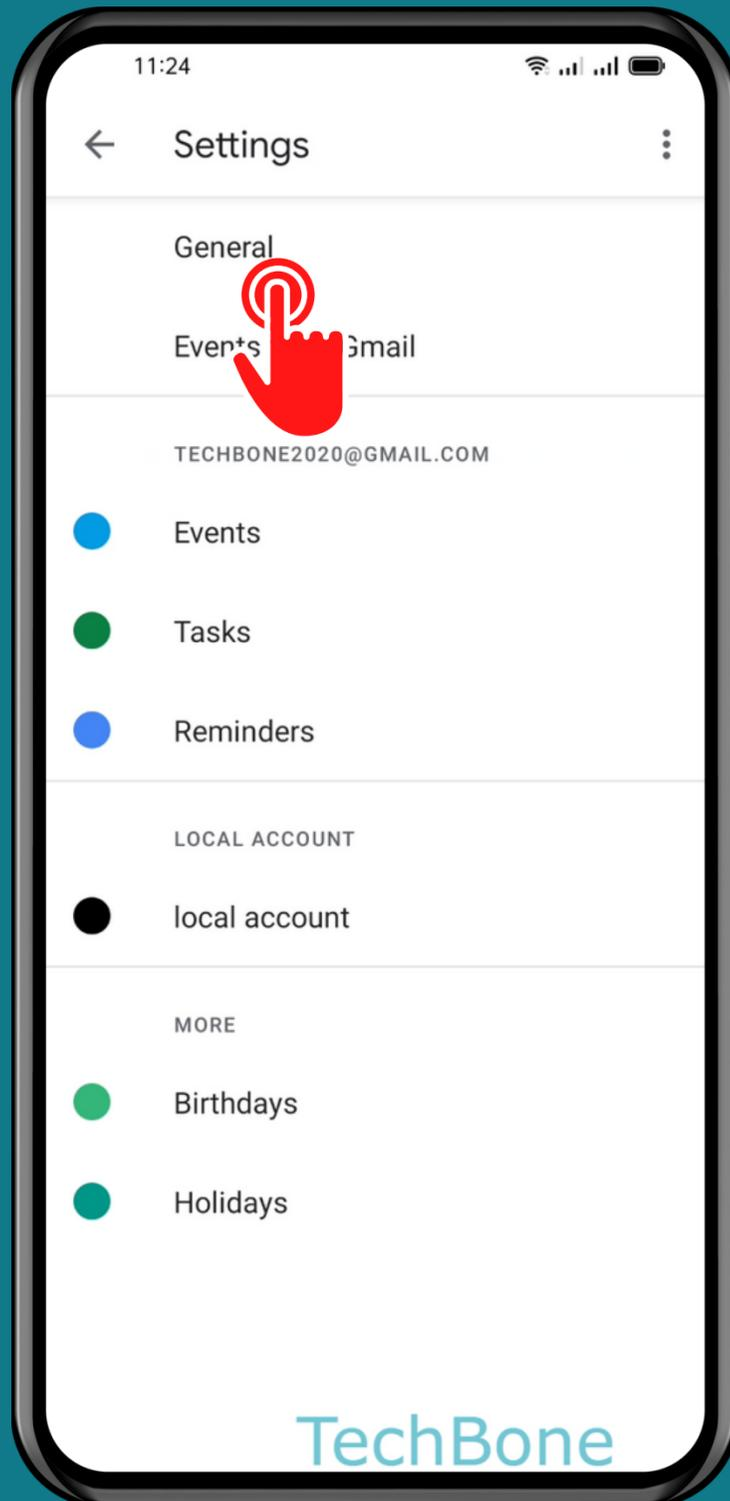 11:24
Settings
General
Events Gmail
TECHBONE2020@GMAIL.COM
Events
Tasks
Reminders
LOCAL ACCOUNT
local account
MORE
Birthdays
Holidays
TechBone